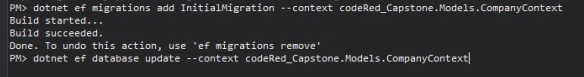 PM> dotnet ef migrations add InitialMigration --context codeRed_Capstone.Models.CompanyContext
Build started...
Build succeeded.
Done. To undo this action, use 'ef migrations remove'
PM> dotnet ef database update --context codeRed_Capstone.Models.CompanyContext